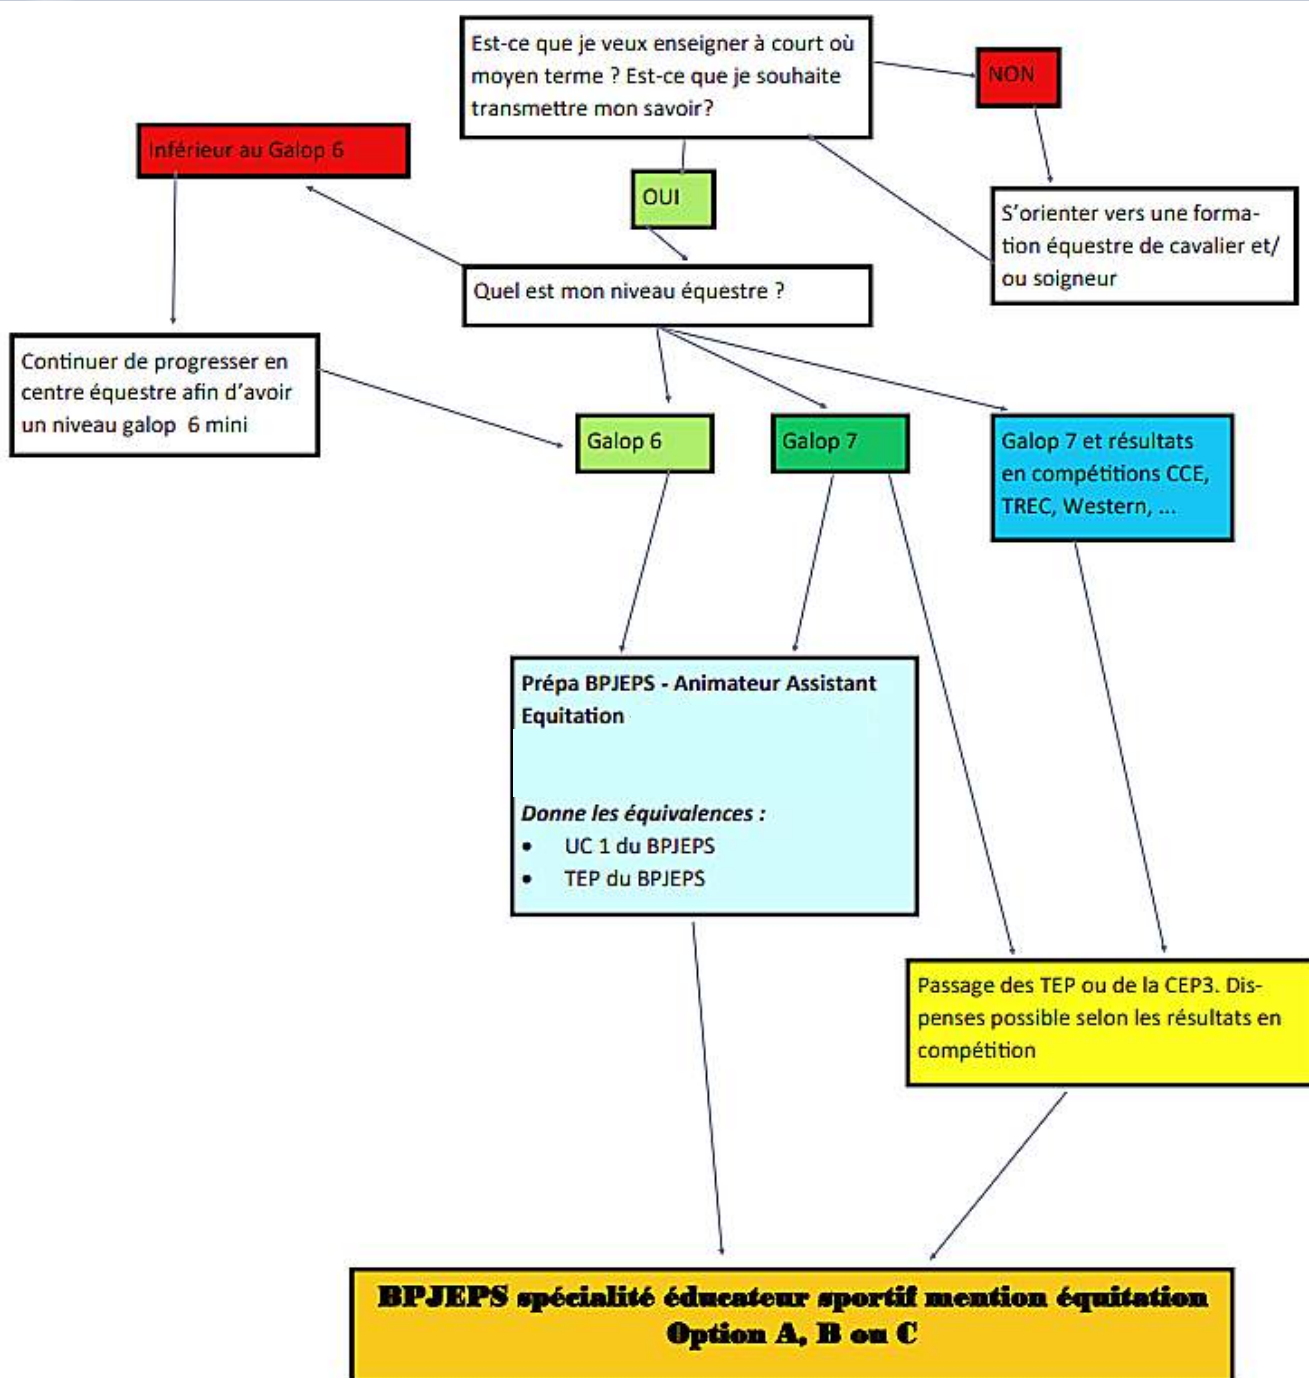 Est-ce que je veux enseigner à court où
moyen terme ? Est-ce que je souhaite
transmettre mon savoir?
NON
Inférieur au Galop 6
OUI
S’orienter vers une forma-
tion équestre de cavalier et/
ou soigneur
Quel est mon niveau équestre ?
Continuer de progresser en
centre équestre afin d’avoir
un niveau galop 6 mini
Galop 6
Galop 7
Galop 7 et résultats
en compétitions CCE,
TREC, Western, ...
Prépa BPJEPS - Animateur Assistant
Equitation
Donne les équivalences :
• UC 1 du BPJEPS
• TEP du BPJEPS
Passage des TEP ou de la CEP3. Dis-
penses possible selon les résultats en
compétition
BPJEPS spécialité éducateur sportif mention équitation
Option A, B ou C